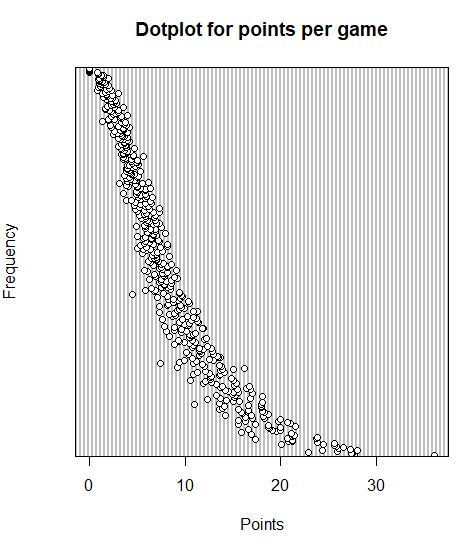 Dotplot for points per game
Frequency
0 10 20 30
Points